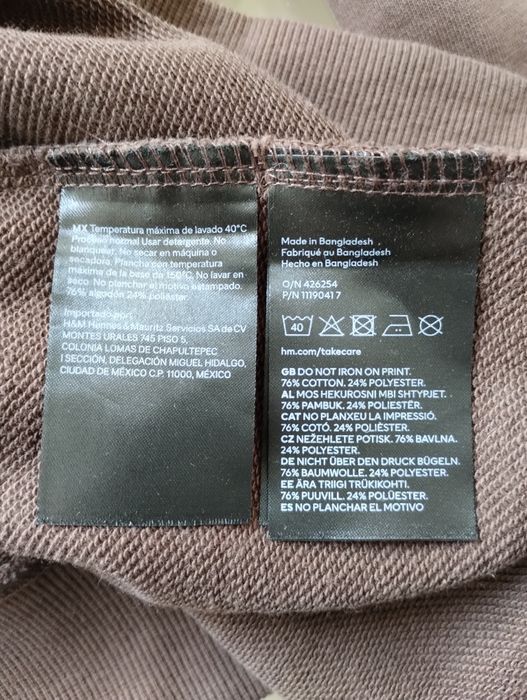 MX Temperatura máxima de lavado 40°C
Proceso normal Usar detergente. No
blanquear. No secar en máquina o
secadora. Plancha con temperatura
máxima de la base de 150°C. No lavar en
seco. No planchar el motivo estampado.
76% algodón 24% poliéster.
Importado por:
H&M Hennes & Mauritz Servicios SA de CV
MONTES URALES 745 PISO 5,
COLONIA LOMAS DE CHAPULTEPEC
I SECCIÓN, DELEGACIÓN MIGUEL HIDALGO,
CIUDAD DE MÉXICO C.P. 11000, MÉXICO
Made in Bangladesh
Fabriqué au Bangladesh
Hecho en Bangladesh
O/N 426254
P/N 1119041 7
40
hm.com/takecare
GB DO NOT IRON ON PRINT.
76% COTTON. 24% POLYESTER.
AL MOS HEKUROSNI MBI SHTYPJET.
76% PAMBUK. 24% POLIESTËR.
CAT NO PLANXEU LA IMPRESSIÓ.
76% COTÓ. 24% POLIÈSTER.
CZ NEŽEHLETE POTISK. 76% BAVLNA.
24% POLYESTER.
DE NICHT ÜBER DEN DRUCK BÜGELN.
76% BAUMWOLLE. 24% POLYESTER.
EE ÄRA TRIIGI TRÜKIKOHTI.
76% PUUVILL. 24% POLÜESTER.
ES NO PLANCHAR EL MOTIVO